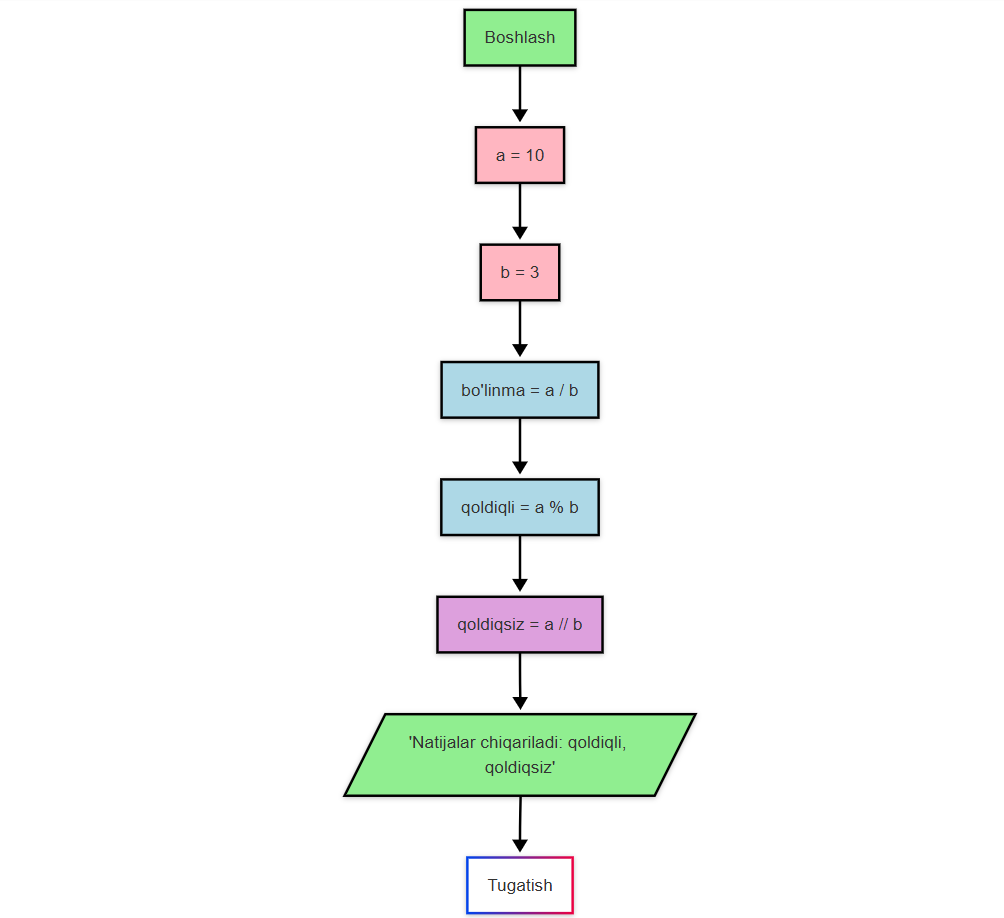 Boshlash
a = 10
b = 3
bo'linma = a / b
qoldiqli = a % b
qoldiqsiz = a // b
'Natijalar chiqariladi: qoldiqli,
qoldiqsiz'
Tugatish